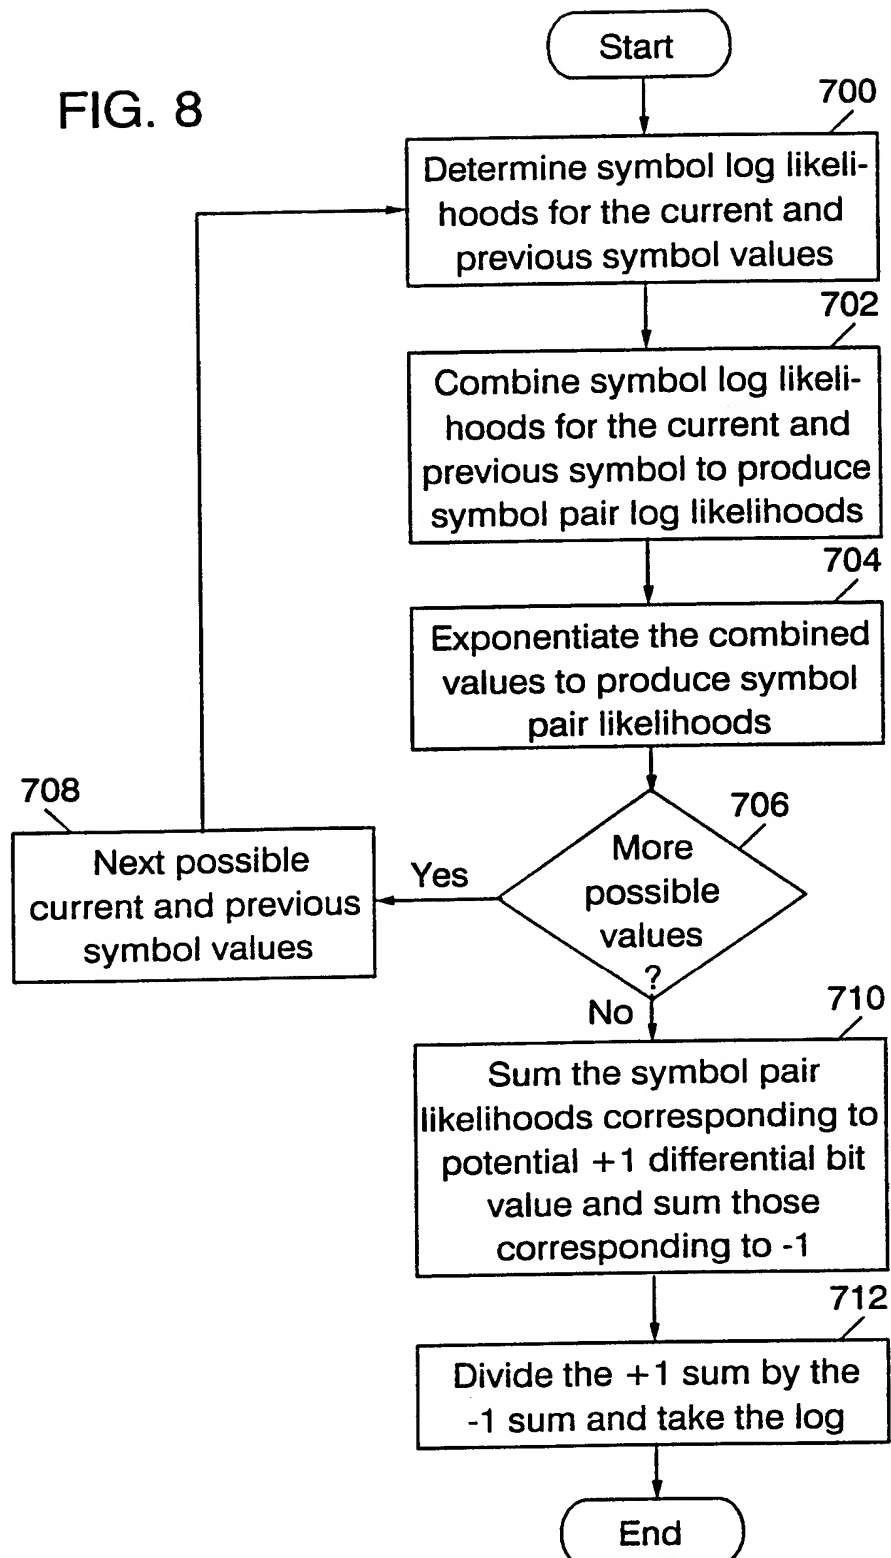 Start
FIG. 8
700
Determine symbol log likeli-
hoods for the current and
previous symbol values
702
Combine symbol log likeli-
hoods for the current and
previous symbol to produce
symbol pair log likelihoods
704
Exponentiate the combined
values to produce symbol
pair likelihoods
706
More
possible
values
?
Yes
708
Next possible
current and previous
symbol values
No
710
Sum the symbol pair
likelihoods corresponding to
potential +1 differential bit
value and sum those
corresponding to -1
712
Divide the +1 sum by the
-1 sum and take the log
End